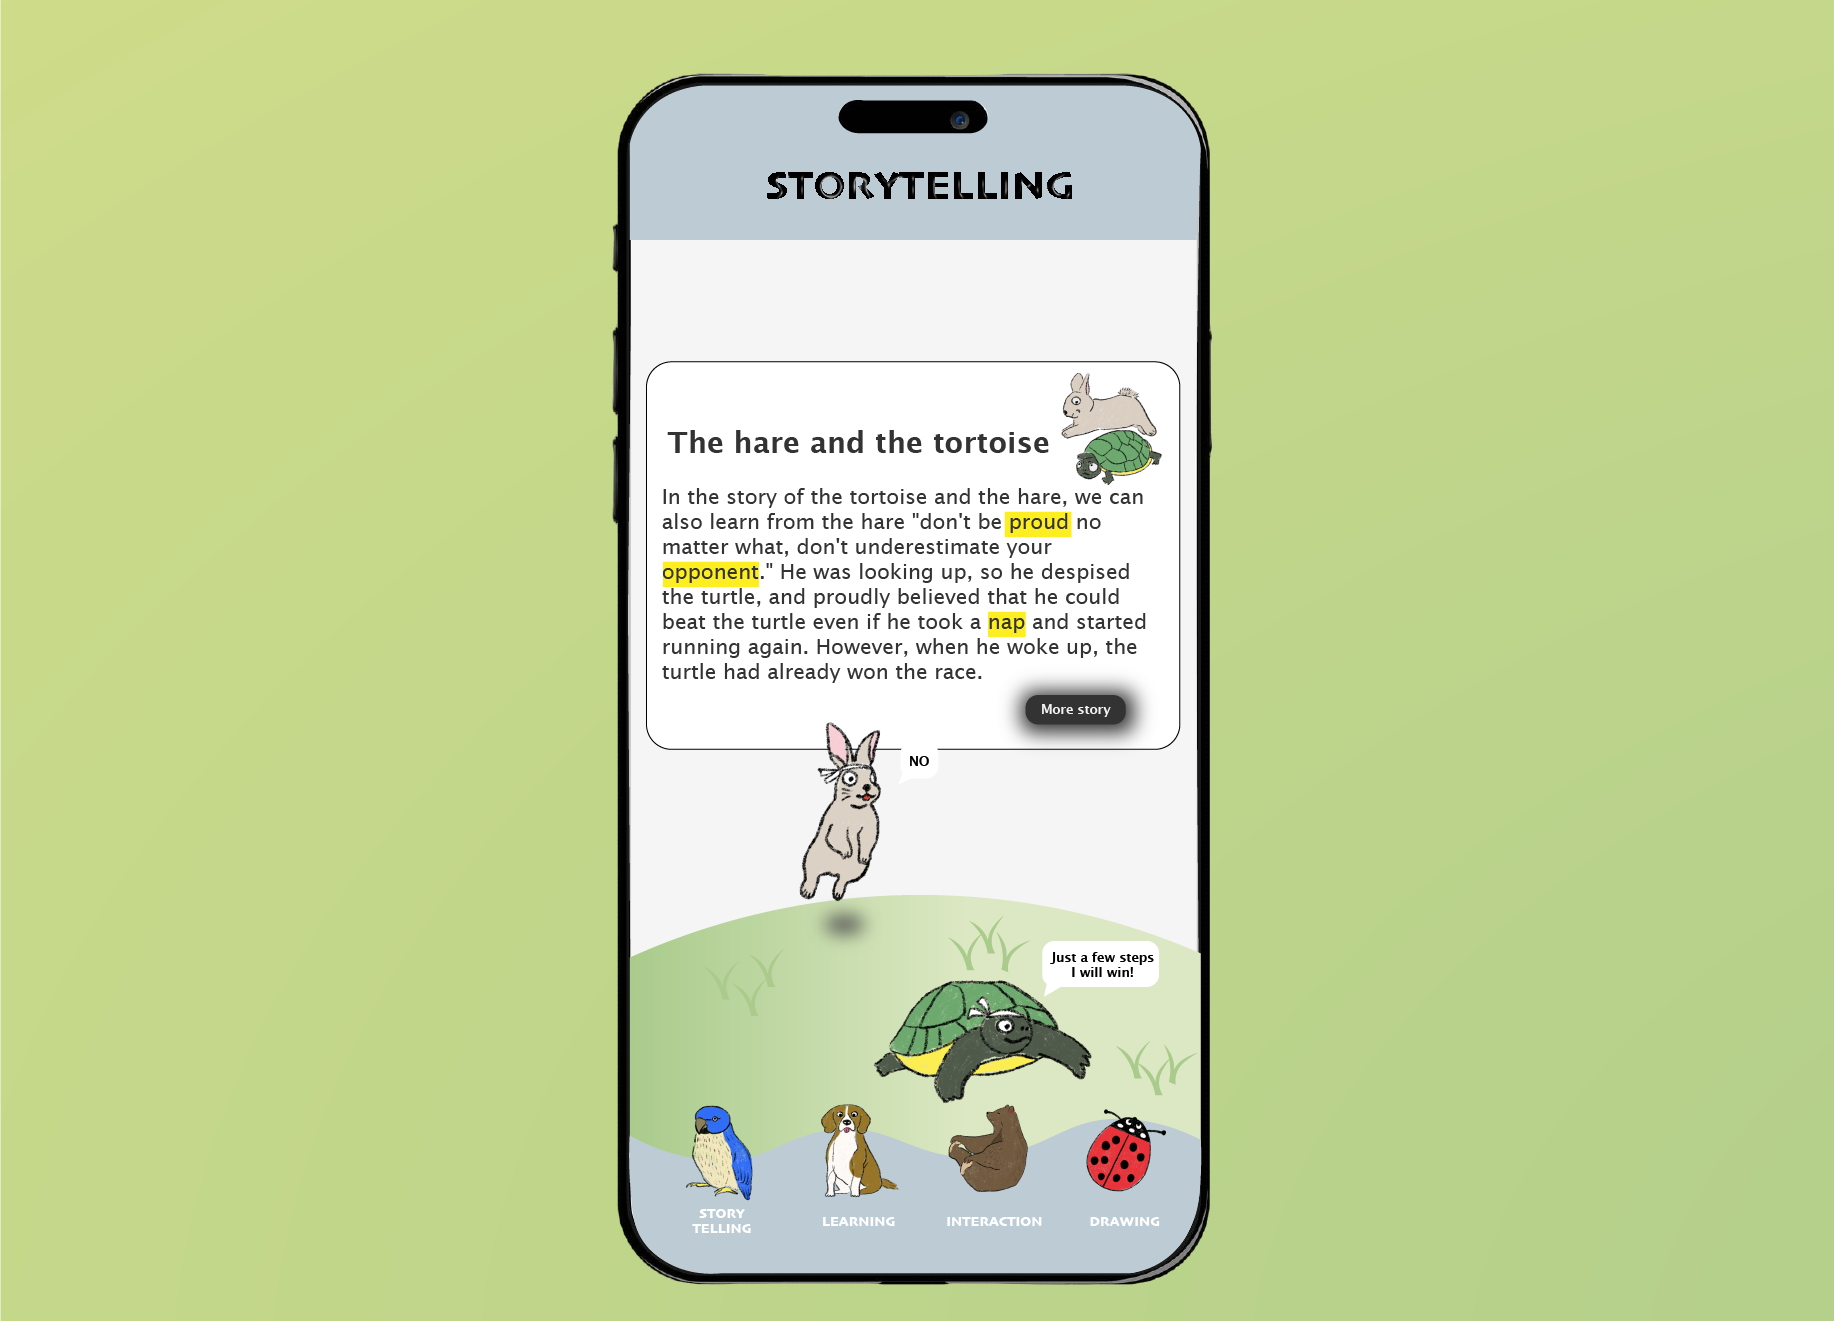 STORYTELLING
The hare and the tortoise
In the story of the tortoise and the hare, we can
also learn from the hare "don't be proud no
matter what, don't underestimate your
opponent." He was looking up, so he despised
the turtle, and proudly believed that he could
beat the turtle even if he took a nap and started
running again. However, when he woke up, the
turtle had already won the race.
More story
NO
Just a few steps
I will win!
STORY
TELLING
LEARNING
INTERACTION
DRAWING